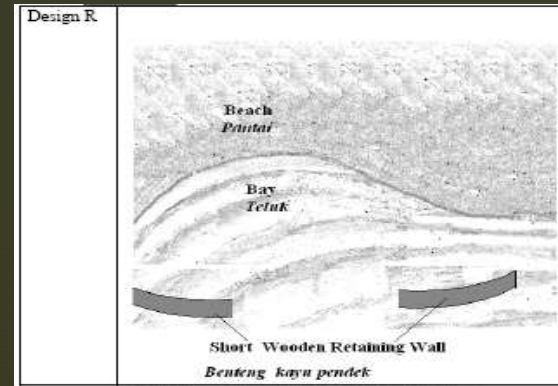 Design R
Beach
Pantai
Bay
Teluk
Short Wooden Retaining Wall
Benteng kayu pendek